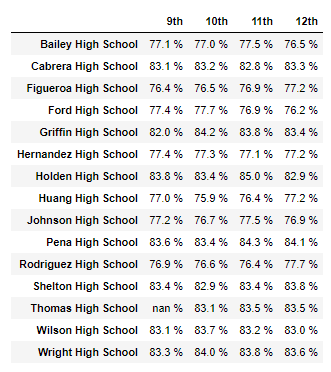 9th 10th 11th 12th
Bailey High School 77.1 % 77.0 % 77.5 % 76.5 %
Cabrera High School 83.1 % 83.2 % 82.8 % 83.3 %
Figueroa High School 76.4 % 76.5 % 76.9 % 77.2 %
Ford High School 77.4 % 77.7 % 76.9 % 76.2 %
Griffin High School 82.0 % 84.2 % 83.8 % 83.4 %
Hernandez High School 77.4 % 77.3 % 77.1 % 77.2 %
Holden High School 83.8 % 83.4 % 85.0 % 82.9 %
Huang High School 77.0 % 75.9 % 76.4 % 77.2 %
Johnson High School 77.2 % 76.7 % 77.5 % 76.9 %
Pena High School 83.6 % 83.4 % 84.3 % 84.1 %
Rodriguez High School 76.9 % 76.6 % 76.4 % 77.7 %
Shelton High School 83.4 % 82.9 % 83.4 % 83.8 %
Thomas High School nan % 83.1 % 83.5 % 83.5 %
Wilson High School 83.1 % 83.7 % 83.2 % 83.0 %
Wright High School 83.3 % 84.0 % 83.8 % 83.6 %